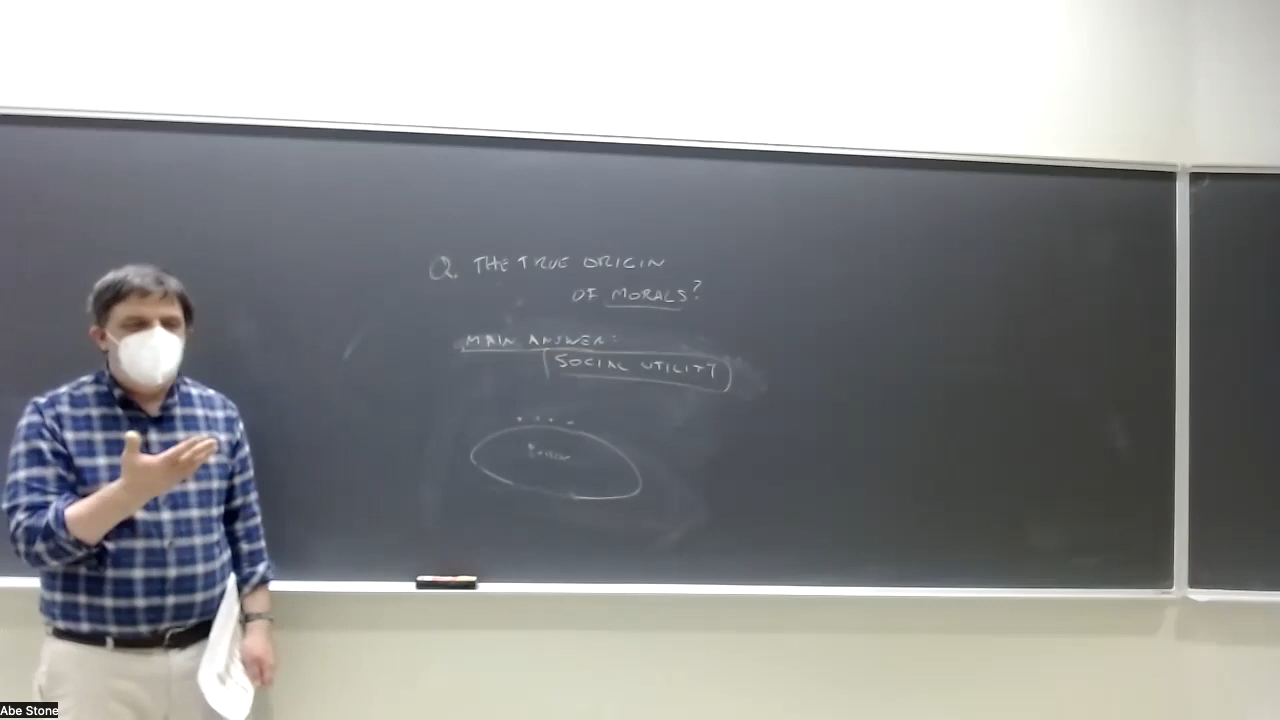 Q. THE TRUE ORIGIN
OF MORALS?
MAIN ANSWER:
SOCIAL UTILITY
Abe Stone